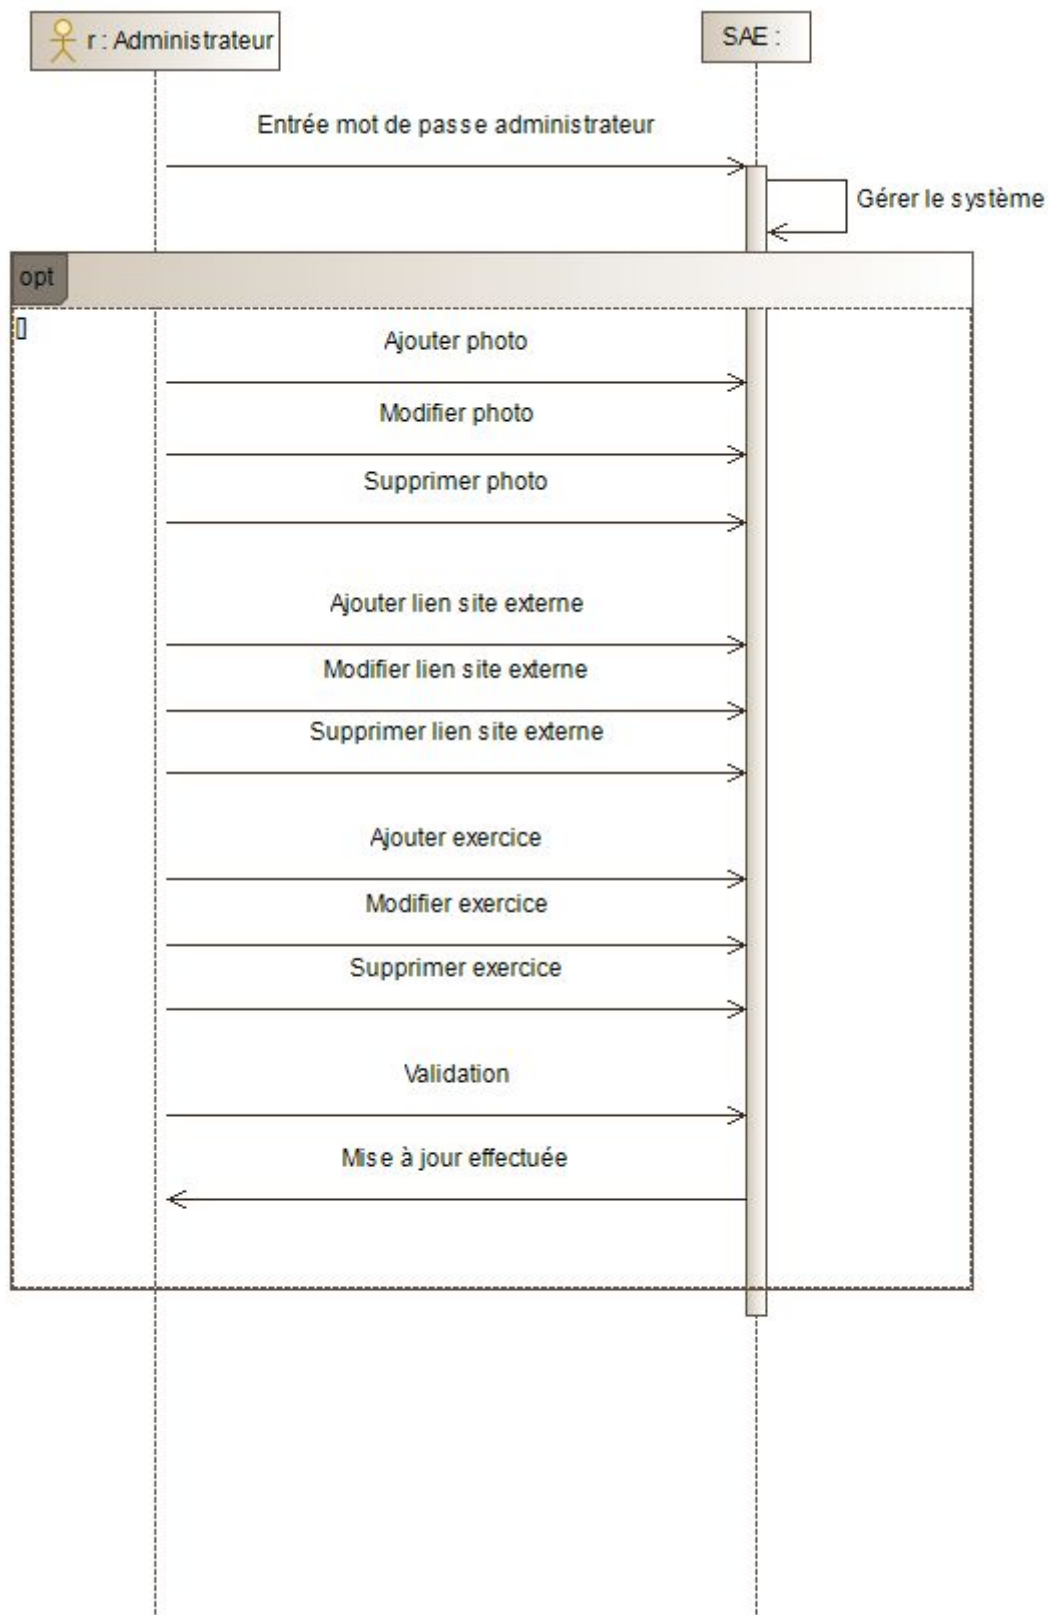 r : Administrateur
SAE :
Entrée mot de passe administrateur
Gérer le système
opt
[]
Ajouter photo
Modifier photo
Supprimer photo
Ajouter lien site externe
Modifier lien site externe
Supprimer lien site externe
Ajouter exercice
Modifier exercice
Supprimer exercice
Validation
Mise à jour effectuée